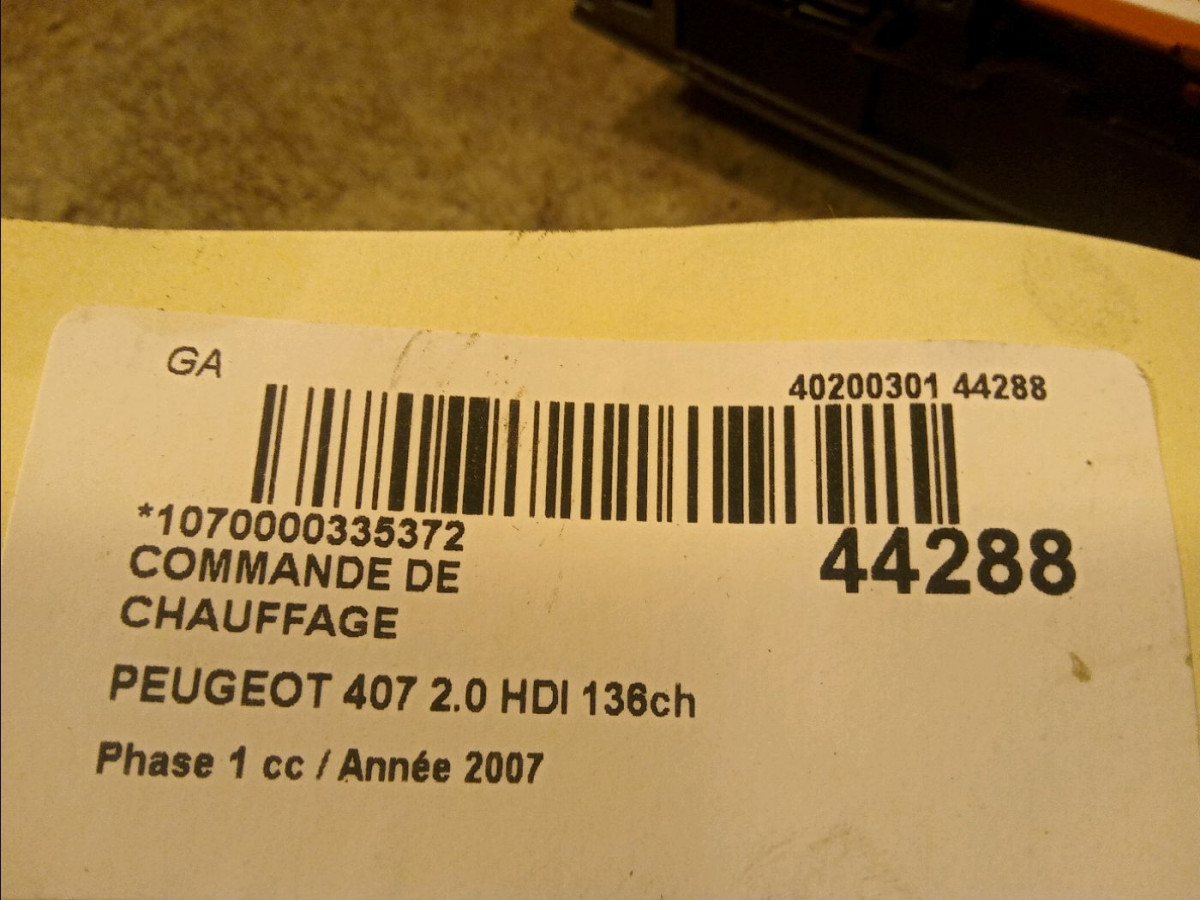 GA
40200301 44288
*1070000335372
44288
COMMANDE DE
CHAUFFAGE
PEUGEOT 407 2.0 HDI 136ch
Phase 1 cc / Année 2007